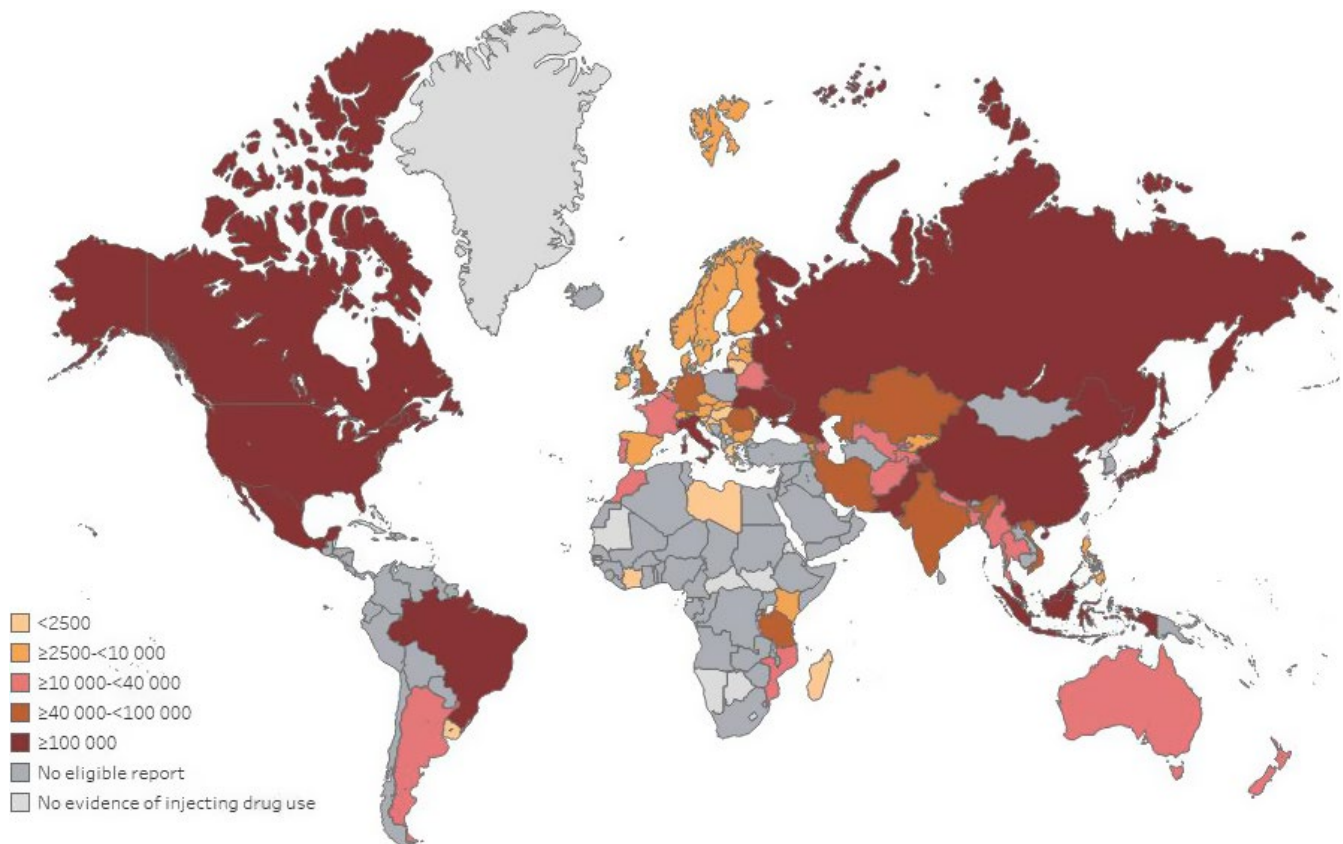 <2500
≥2500-<10 000
≥10 000-<40 000
≥40 000-<100 000
≥100 000
No eligible report
No evidence of injecting drug use